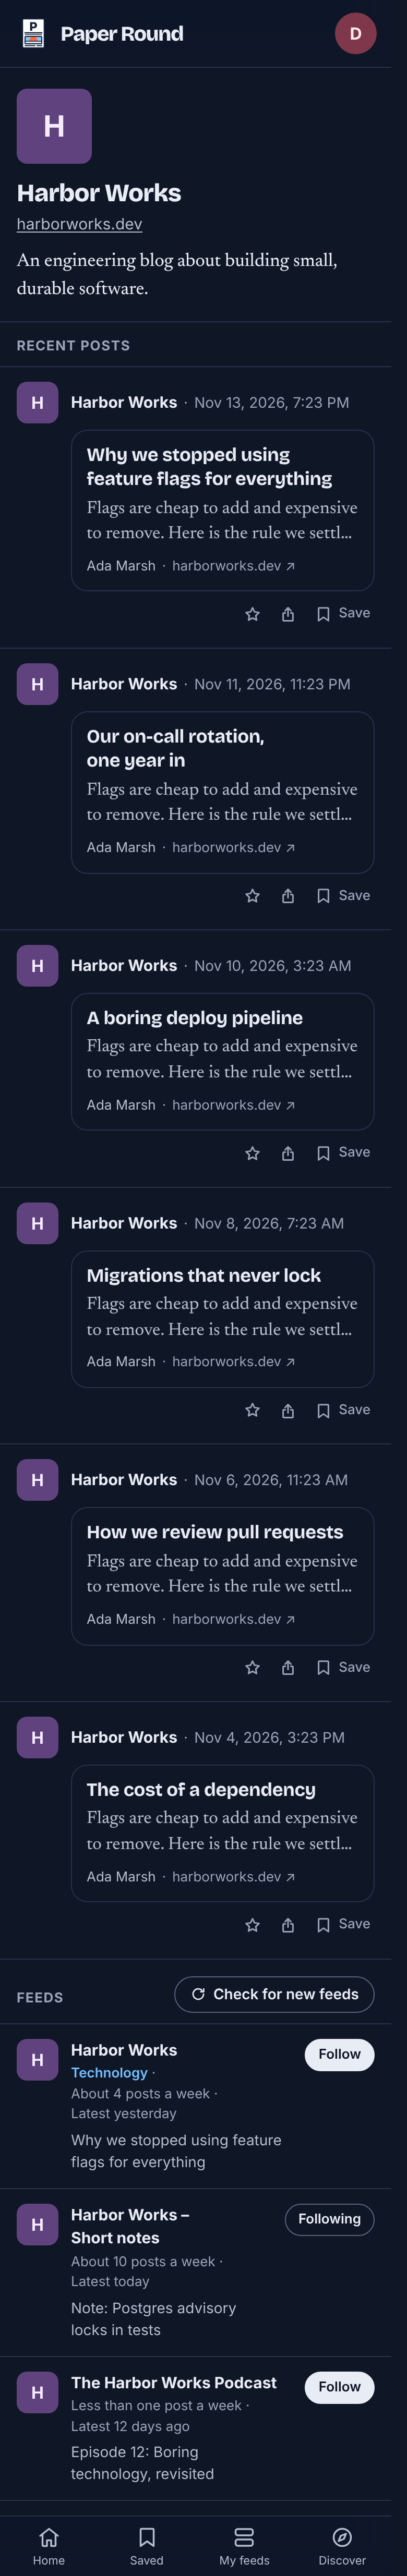 P
Paper Round
D
H
Harbor Works
harborworks.dev
An engineering blog about building small,
durable software.
RECENT POSTS
H
Harbor Works · Nov 13, 2026, 7:23 PM
Why we stopped using
feature flags for everything
Flags are cheap to add and expensive
to remove. Here is the rule we settl...
Ada Marsh · harborworks.dev ↗
Save
H
Harbor Works · Nov 11, 2026, 11:23 PM
Our on-call rotation,
one year in
Flags are cheap to add and expensive
to remove. Here is the rule we settl...
Ada Marsh · harborworks.dev ↗
Save
H
Harbor Works · Nov 10, 2026, 3:23 AM
A boring deploy pipeline
Flags are cheap to add and expensive
to remove. Here is the rule we settl...
Ada Marsh · harborworks.dev ↗
Save
H
Harbor Works · Nov 8, 2026, 7:23 AM
Migrations that never lock
Flags are cheap to add and expensive
to remove. Here is the rule we settl...
Ada Marsh · harborworks.dev ↗
Save
H
Harbor Works · Nov 6, 2026, 11:23 AM
How we review pull requests
Flags are cheap to add and expensive
to remove. Here is the rule we settl...
Ada Marsh · harborworks.dev ↗
Save
H
Harbor Works · Nov 4, 2026, 3:23 PM
The cost of a dependency
Flags are cheap to add and expensive
to remove. Here is the rule we settl...
Ada Marsh · harborworks.dev ↗
Save
FEEDS
Check for new feeds
H
Harbor Works
Technology ·
About 4 posts a week ·
Latest yesterday
Why we stopped using feature
flags for everything
Follow
H
Harbor Works –
Short notes
About 10 posts a week ·
Latest today
Note: Postgres advisory
locks in tests
Following
H
The Harbor Works Podcast
Less than one post a week ·
Latest 12 days ago
Episode 12: Boring
technology, revisited
Follow
Home
Saved
My feeds
Discover